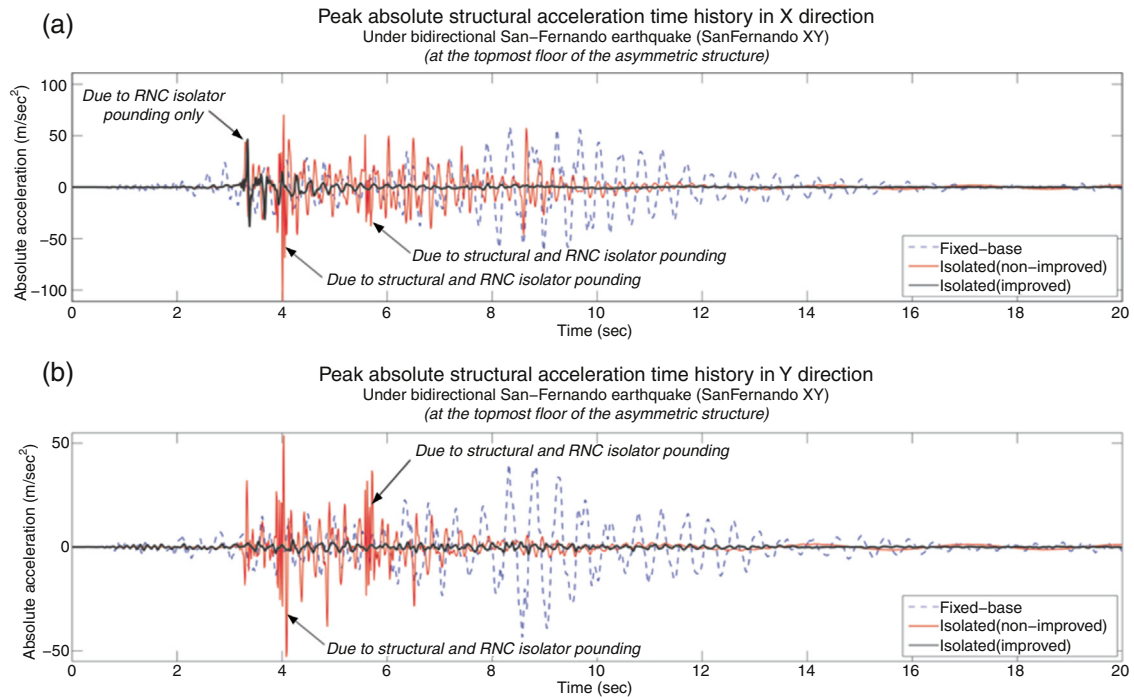 (a)
Peak absolute structural acceleration time history in X direction
Under bidirectional San-Fernando earthquake (SanFernando XY)
(at the topmost floor of the asymmetric structure)
Absolute acceleration (m/sec²)
100
50
0
−50
−100
Due to RNC isolator
pounding only
Due to structural and RNC isolator pounding
Due to structural and RNC isolator pounding
Fixed-base
Isolated(non-improved)
Isolated(improved)
0 2 4 6 8 10 12 14 16 18 20
Time (sec)
(b)
Peak absolute structural acceleration time history in Y direction
Under bidirectional San-Fernando earthquake (SanFernando XY)
(at the topmost floor of the asymmetric structure)
Absolute acceleration (m/sec²)
50
0
−50
Due to structural and RNC isolator pounding
Due to structural and RNC isolator pounding
Fixed-base
Isolated(non-improved)
Isolated(improved)
0 2 4 6 8 10 12 14 16 18 20
Time (sec)